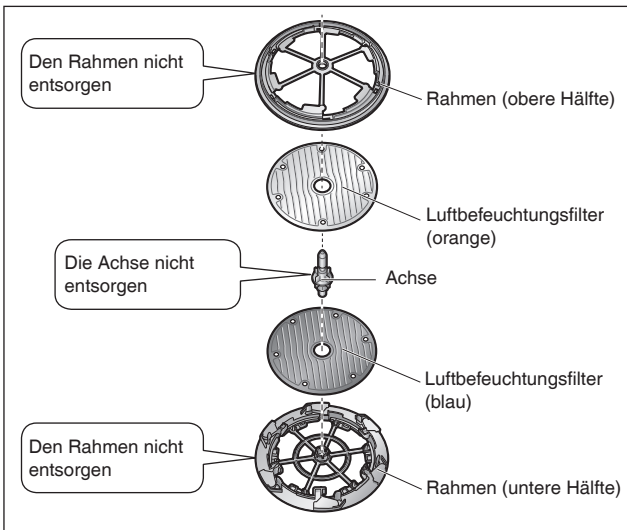 Den Rahmen nicht
entsorgen
Rahmen (obere Hälfte)
Luftbefeuchtungsfilter
(orange)
Die Achse nicht
entsorgen
Achse
Luftbefeuchtungsfilter
(blau)
Den Rahmen nicht
entsorgen
Rahmen (untere Hälfte)